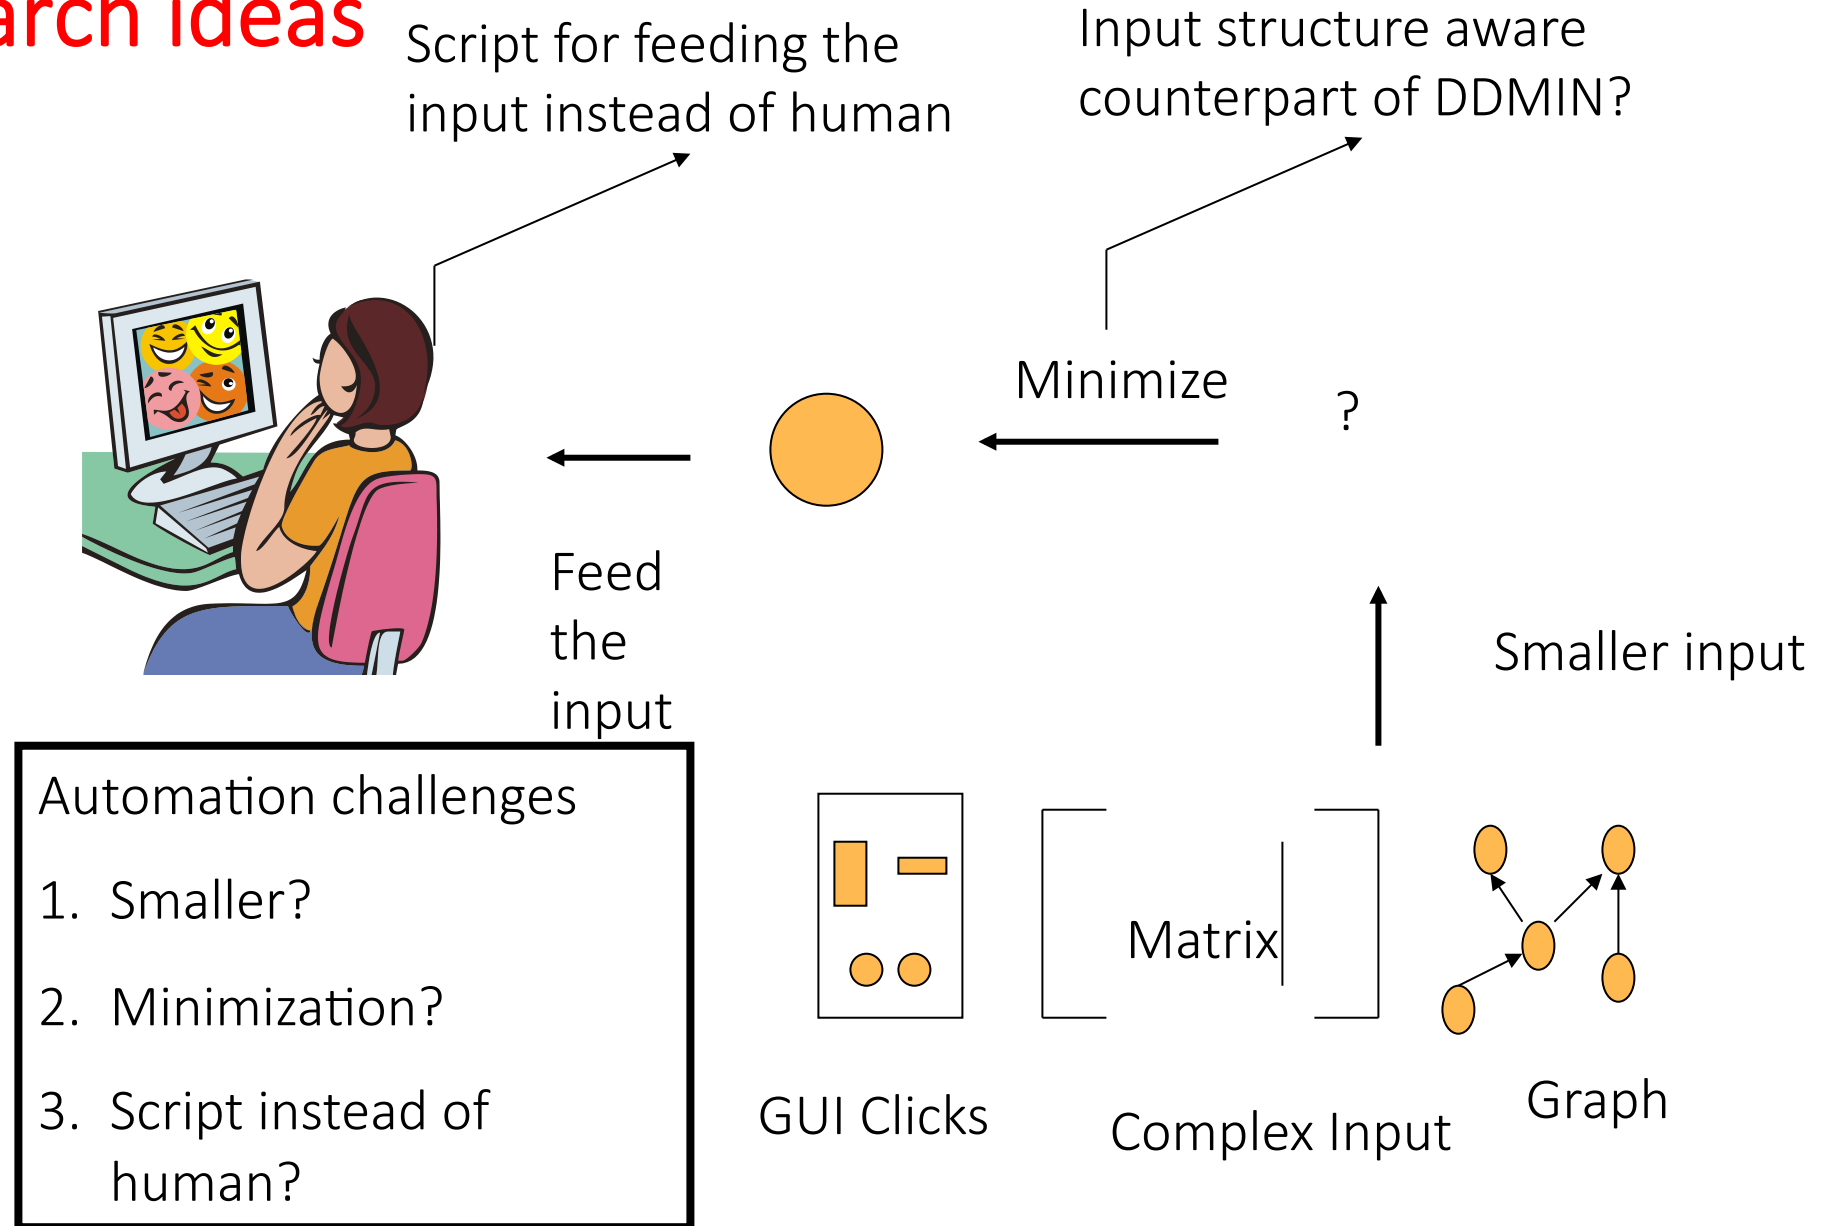 ideas
Script for feeding the
input instead of human
Input structure aware
counterpart of DDMIN?
Minimize
?
Feed
the
input
Smaller input
Automation challenges
1. Smaller?
2. Minimization?
3. Script instead of
human?
Matrix
GUI Clicks
Complex Input
Graph